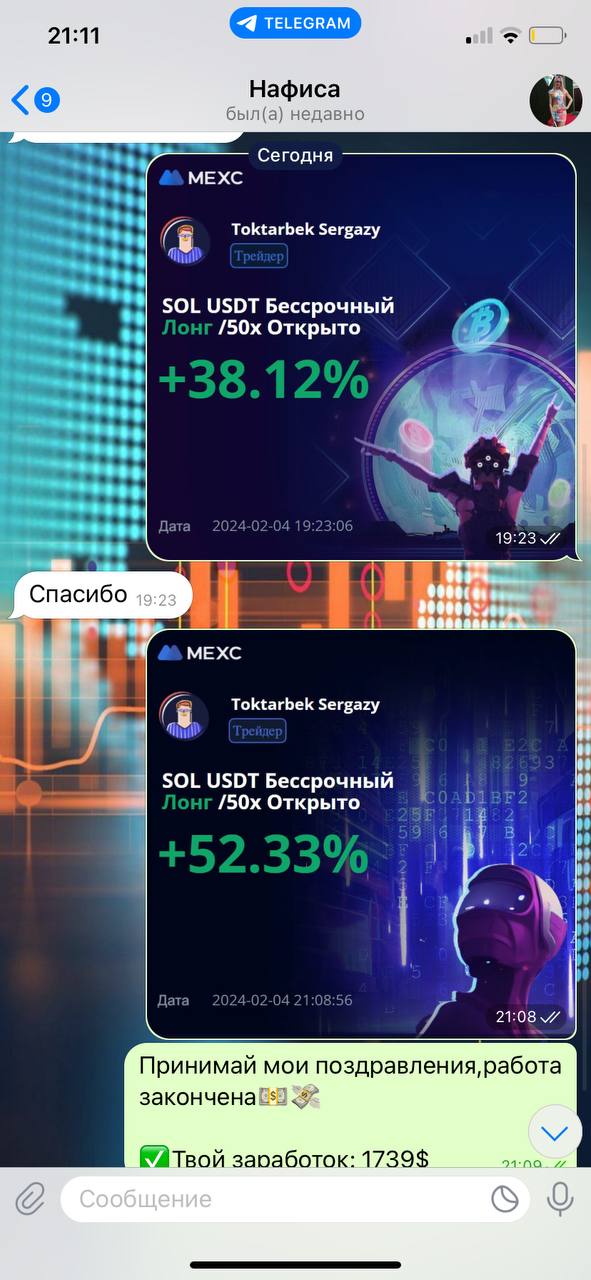 21:11
TELEGRAM
9
Нафиса
был(а) недавно
Сегодня
MEXC
Toktarbek Sergazy
Трейдер
SOL USDT Бессрочный
Лонг /50x Открыто
+38.12%
Дата 2024-02-04 19:23:06
19:23
Спасибо 19:23
MEXC
Toktarbek Sergazy
Трейдер
SOL USDT Бессрочный
Лонг /50x Открыто
+52.33%
Дата 2024-02-04 21:08:56
21:08
Принимай мои поздравления,работа
закончена💵💸
✅Твой заработок: 1739$
21:09
Сообщение